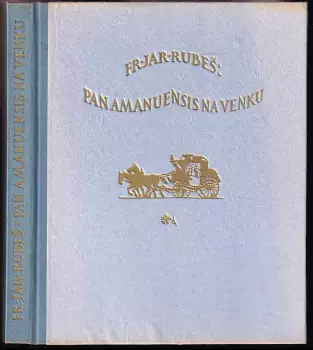 FR·JAR·RUBEŠ · PAN AMANUENSIS NA VENKU
FR·JAR·RUBEŠ:
PAN AMANUENSIS NA VENKU